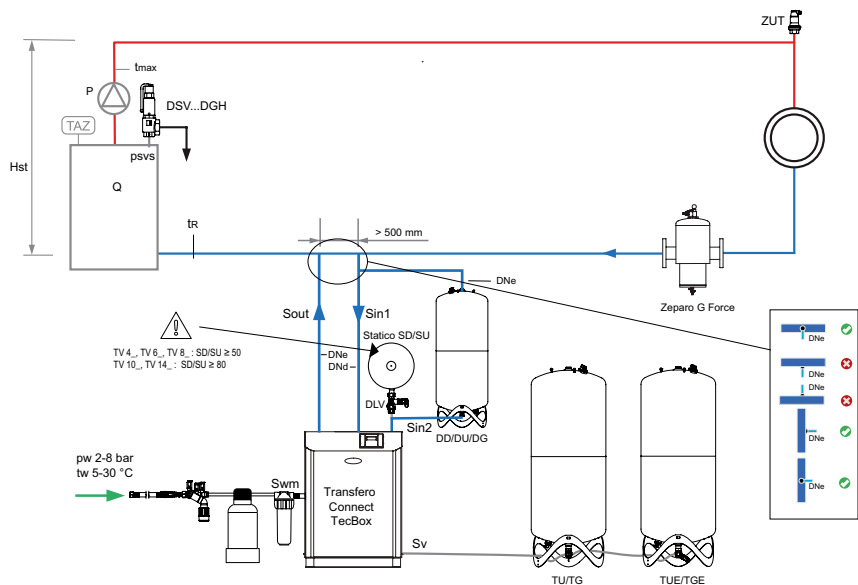 ZUT
tmax
P
DSV...DGH
TAZ
Hst
psvs
Q
tR
> 500 mm
DNe
Zeparo G Force
Sout
Sin1
Statico SD/SU
TV 4_, TV 6_, TV 8_ : SD/SU ≥ 50
TV 10_, TV 14_ : SD/SU ≥ 80
DNe
DNd
DLV
Sin2
DD/DU/DG
DNe
DNe
DNe
DNe
DNe
pw 2-8 bar
tw 5-30 °C
Swm
Transfero
Connect
TecBox
Sv
TU/TG
TUE/TGE